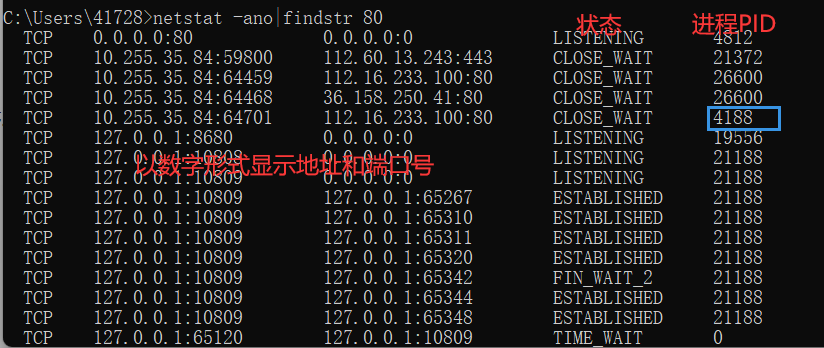 C:\Users\41728>netstat -ano|findstr 80
状态 进程PID
TCP 0.0.0.0:80 0.0.0.0:0 LISTENING 4812
TCP 10.255.35.84:59800 112.60.13.243:443 CLOSE_WAIT 21372
TCP 10.255.35.84:64459 112.16.233.100:80 CLOSE_WAIT 26600
TCP 10.255.35.84:64468 36.158.250.41:80 CLOSE_WAIT 26600
TCP 10.255.35.84:64701 112.16.233.100:80 CLOSE_WAIT 4188
TCP 127.0.0.1:8680 0.0.0.0:0 LISTENING 19556
以数字形式显示地址和端口号
TCP 0.0.0.0:0 LISTENING 21188
TCP 127.0.0.1:10809 0.0.0.0:0 LISTENING 21188
TCP 127.0.0.1:10809 127.0.0.1:65267 ESTABLISHED 21188
TCP 127.0.0.1:10809 127.0.0.1:65310 ESTABLISHED 21188
TCP 127.0.0.1:10809 127.0.0.1:65311 ESTABLISHED 21188
TCP 127.0.0.1:10809 127.0.0.1:65320 ESTABLISHED 21188
TCP 127.0.0.1:10809 127.0.0.1:65342 FIN_WAIT_2 21188
TCP 127.0.0.1:10809 127.0.0.1:65344 ESTABLISHED 21188
TCP 127.0.0.1:10809 127.0.0.1:65348 ESTABLISHED 21188
TCP 127.0.0.1:65120 127.0.0.1:10809 TIME_WAIT 0